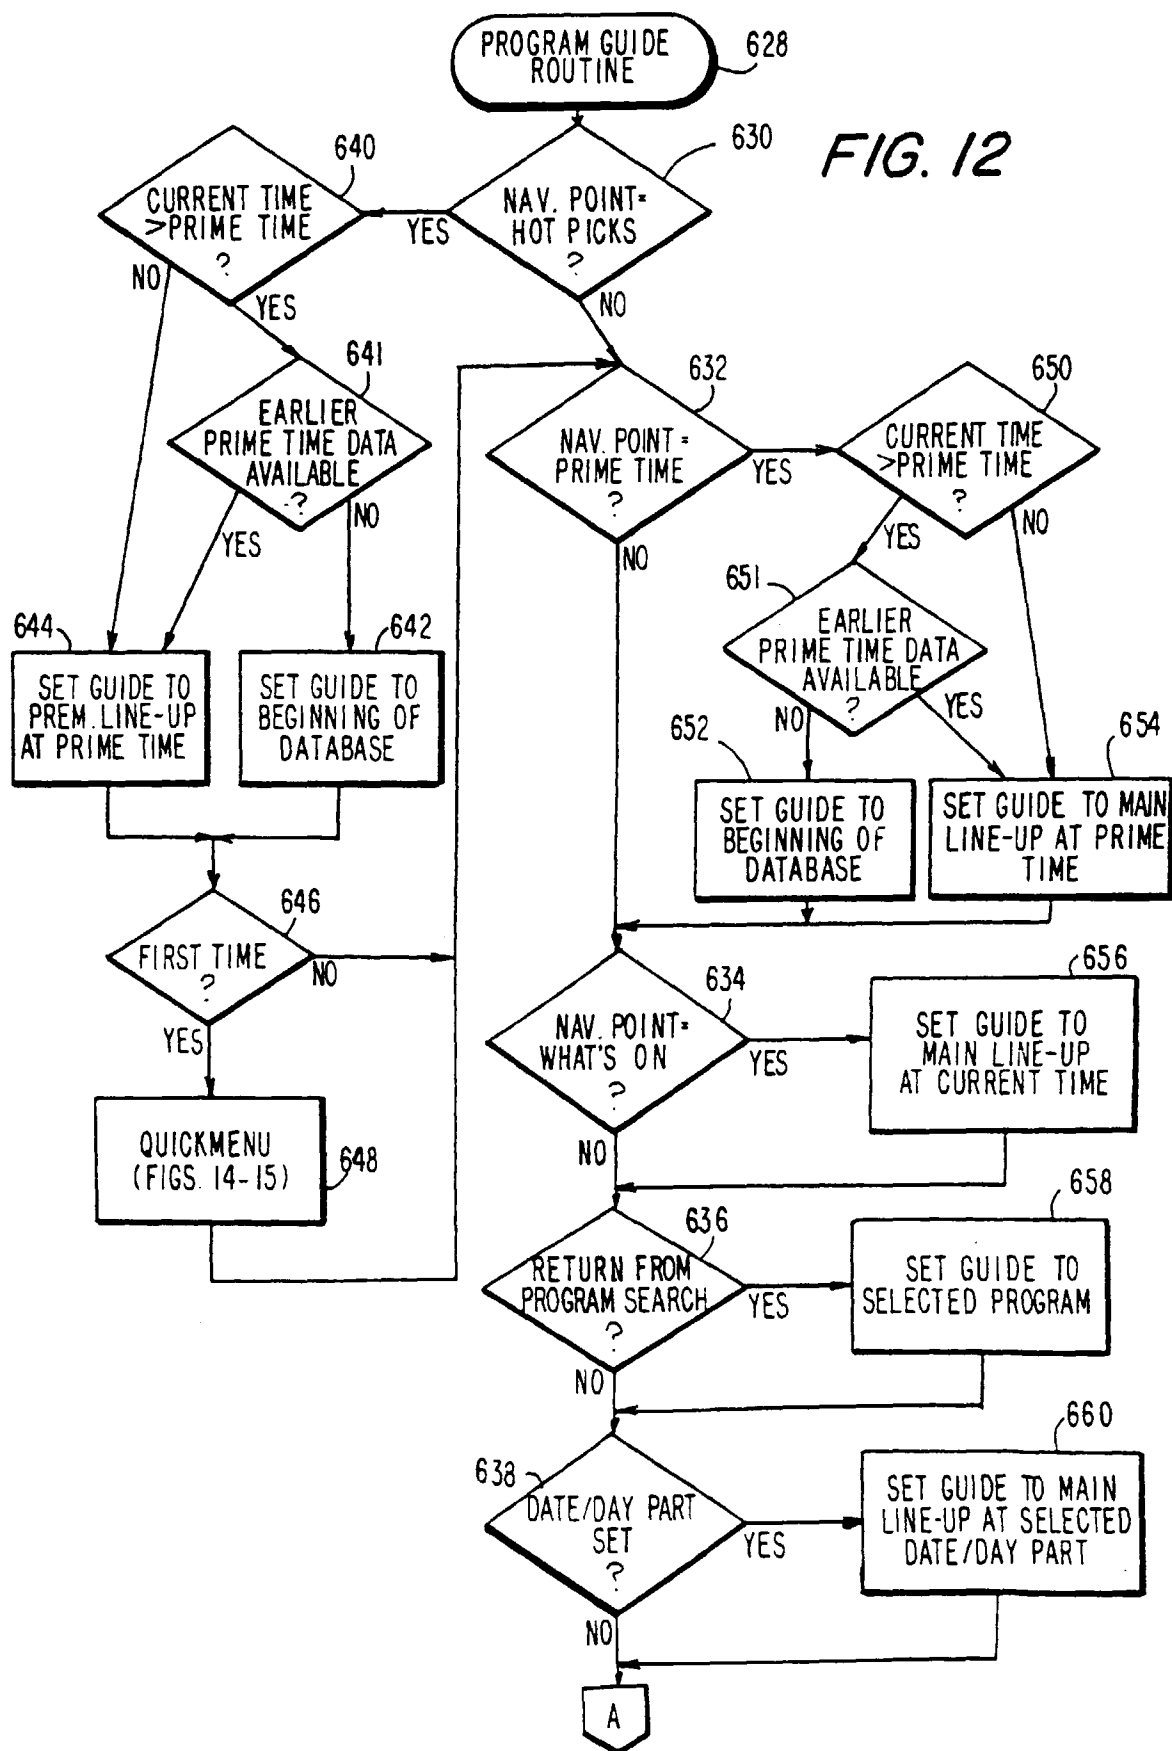 PROGRAM GUIDE
ROUTINE
628
FIG. 12
630
NAV. POINT=
HOT PICKS
?
YES
NO
640
CURRENT TIME
>PRIME TIME
?
NO
YES
641
EARLIER
PRIME TIME DATA
AVAILABLE
?
YES
NO
632
NAV. POINT=
PRIME TIME
?
YES
NO
650
CURRENT TIME
>PRIME TIME
?
YES
NO
651
EARLIER
PRIME TIME DATA
AVAILABLE
?
NO
YES
644
SET GUIDE TO
PREM. LINE-UP
AT PRIME TIME
642
SET GUIDE TO
BEGINNING OF
DATABASE
652
SET GUIDE TO
BEGINNING OF
DATABASE
654
SET GUIDE TO MAIN
LINE-UP AT PRIME
TIME
646
FIRST TIME
?
NO
YES
QUICKMENU
(FIGS. 14-15)
648
634
NAV. POINT=
WHAT'S ON
?
YES
NO
656
SET GUIDE TO
MAIN LINE-UP
AT CURRENT TIME
636
RETURN FROM
PROGRAM SEARCH
?
YES
NO
658
SET GUIDE TO
SELECTED PROGRAM
638
DATE/DAY PART
SET
?
YES
NO
660
SET GUIDE TO MAIN
LINE-UP AT SELECTED
DATE/DAY PART
A